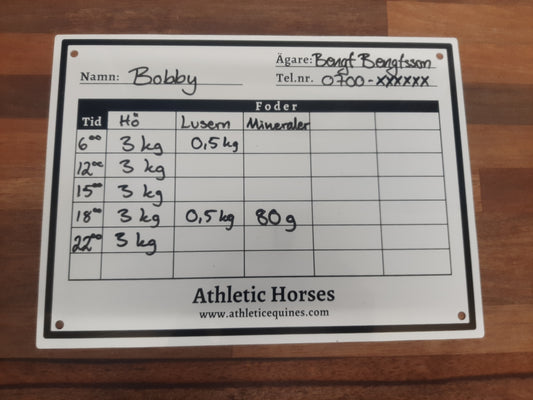 Ägare: Bengt Bengtsson
Namn: Bobby
Tel.nr. 0700-xxxxxx
Foder
Tid Hö Lusern Mineraler
6⁰⁰ 3 kg 0,5 kg
12⁰⁰ 3 kg
15⁰⁰ 3 kg
18⁰⁰ 3 kg 0,5 kg 80 g
22⁰⁰ 3 kg
Athletic Horses
www.athleticequines.com